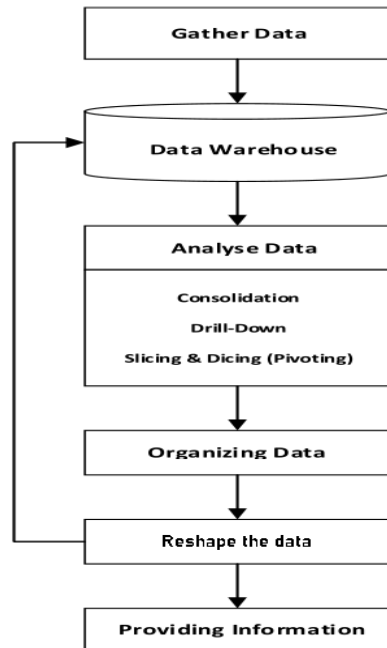 Gather Data
Data Warehouse
Analyse Data
Consolidation
Drill-Down
Slicing & Dicing (Pivoting)
Organizing Data
Reshape the data
Providing Information